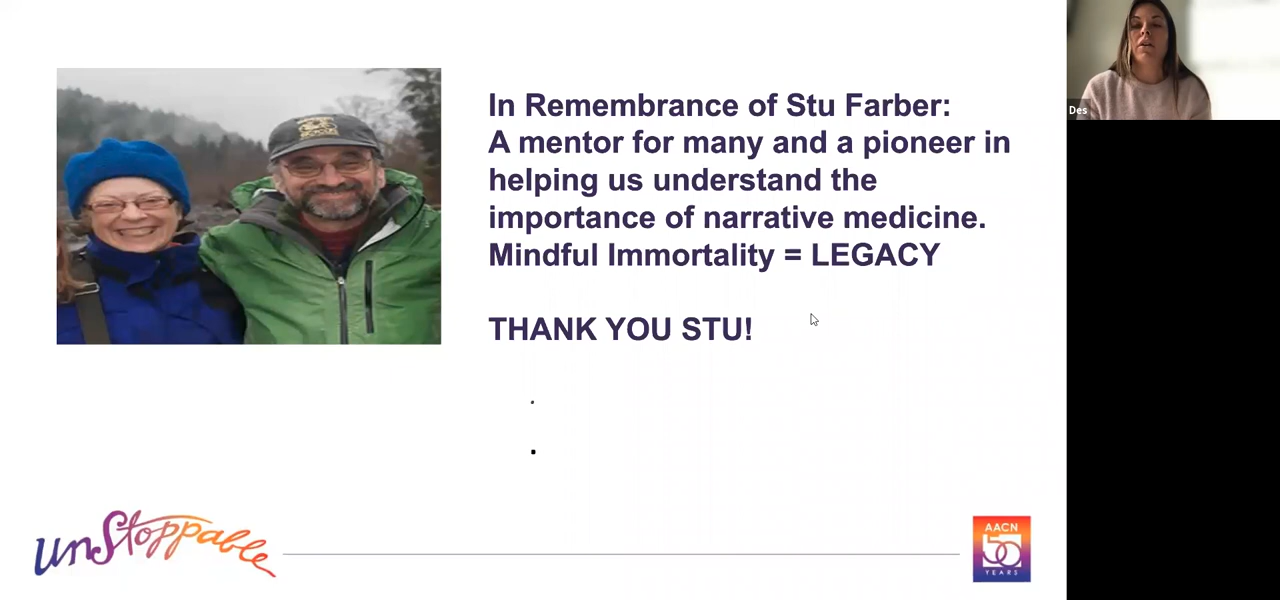 In Remembrance of Stu Farber:
A mentor for many and a pioneer in
helping us understand the
importance of narrative medicine.
Mindful Immortality = LEGACY
THANK YOU STU!
Des
unStoppable
AACN
50
YEARS